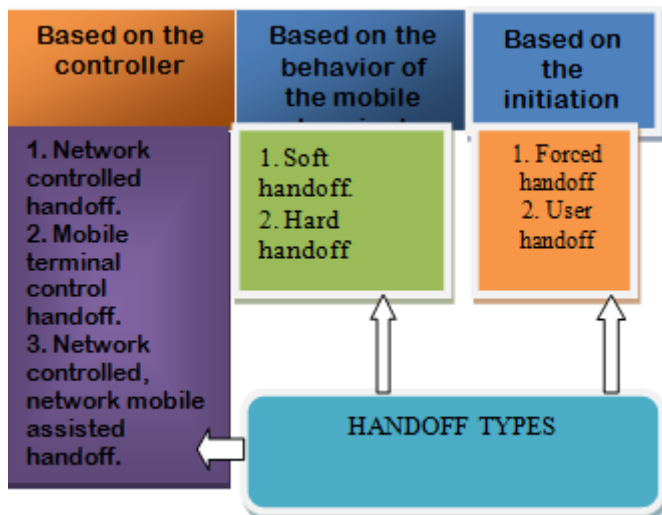 Based on the
controller
Based on the
behavior of
the mobile
Based on
the
initiation
1. Network
controlled
handoff.
2. Mobile
terminal
control
handoff.
3. Network
controlled,
network mobile
assisted
handoff.
1. Soft
handoff.
2. Hard
handoff
1. Forced
handoff
2. User
handoff
HANDOFF TYPES